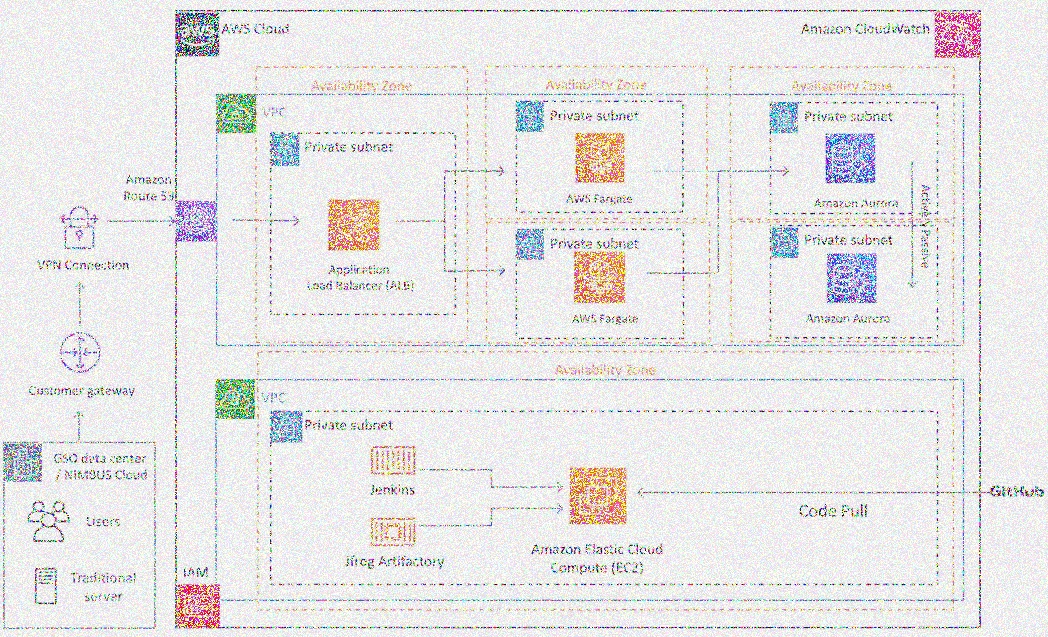 aws
AWS Cloud
Amazon CloudWatch
Availability Zone
Availability Zone
Availability Zone
VPC
Private subnet
Private subnet
Private subnet
Amazon
Route 53
AWS Fargate
Amazon Aurora
Private subnet
Private subnet
VPN Connection
Application
Load Balancer (ALB)
AWS Fargate
Amazon Aurora
Passive
Availability Zone
Customer gateway
VPC
Private subnet
GSO data center
/ NIMBUS Cloud
Jenkins
GitHub
Users
Code Pull
Amazon Elastic Cloud
Compute (EC2)
Jfrog Artifactory
IAM
Traditional
server